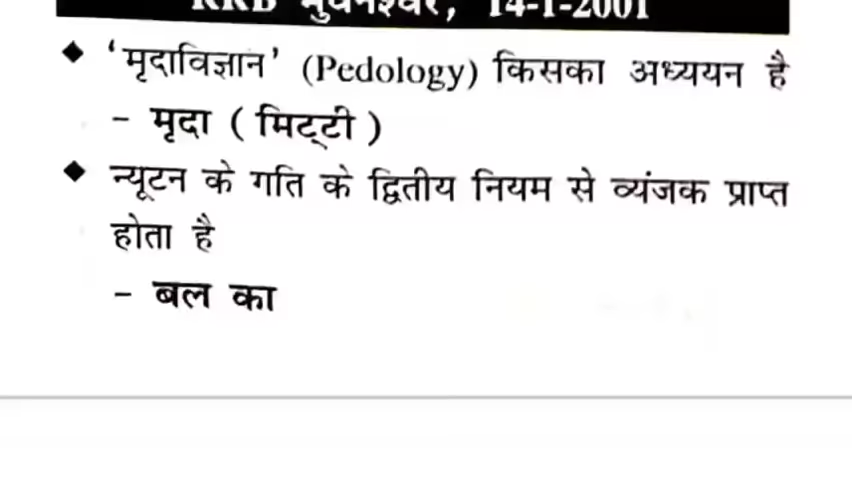 RRB भुवनेश्वर, 14-1-2001
◆ ‘मृदाविज्ञान’ (Pedology) किसका अध्ययन है
– मृदा ( मिट्टी )
◆ न्यूटन के गति के द्वितीय नियम से व्यंजक प्राप्त
होता है
– बल का